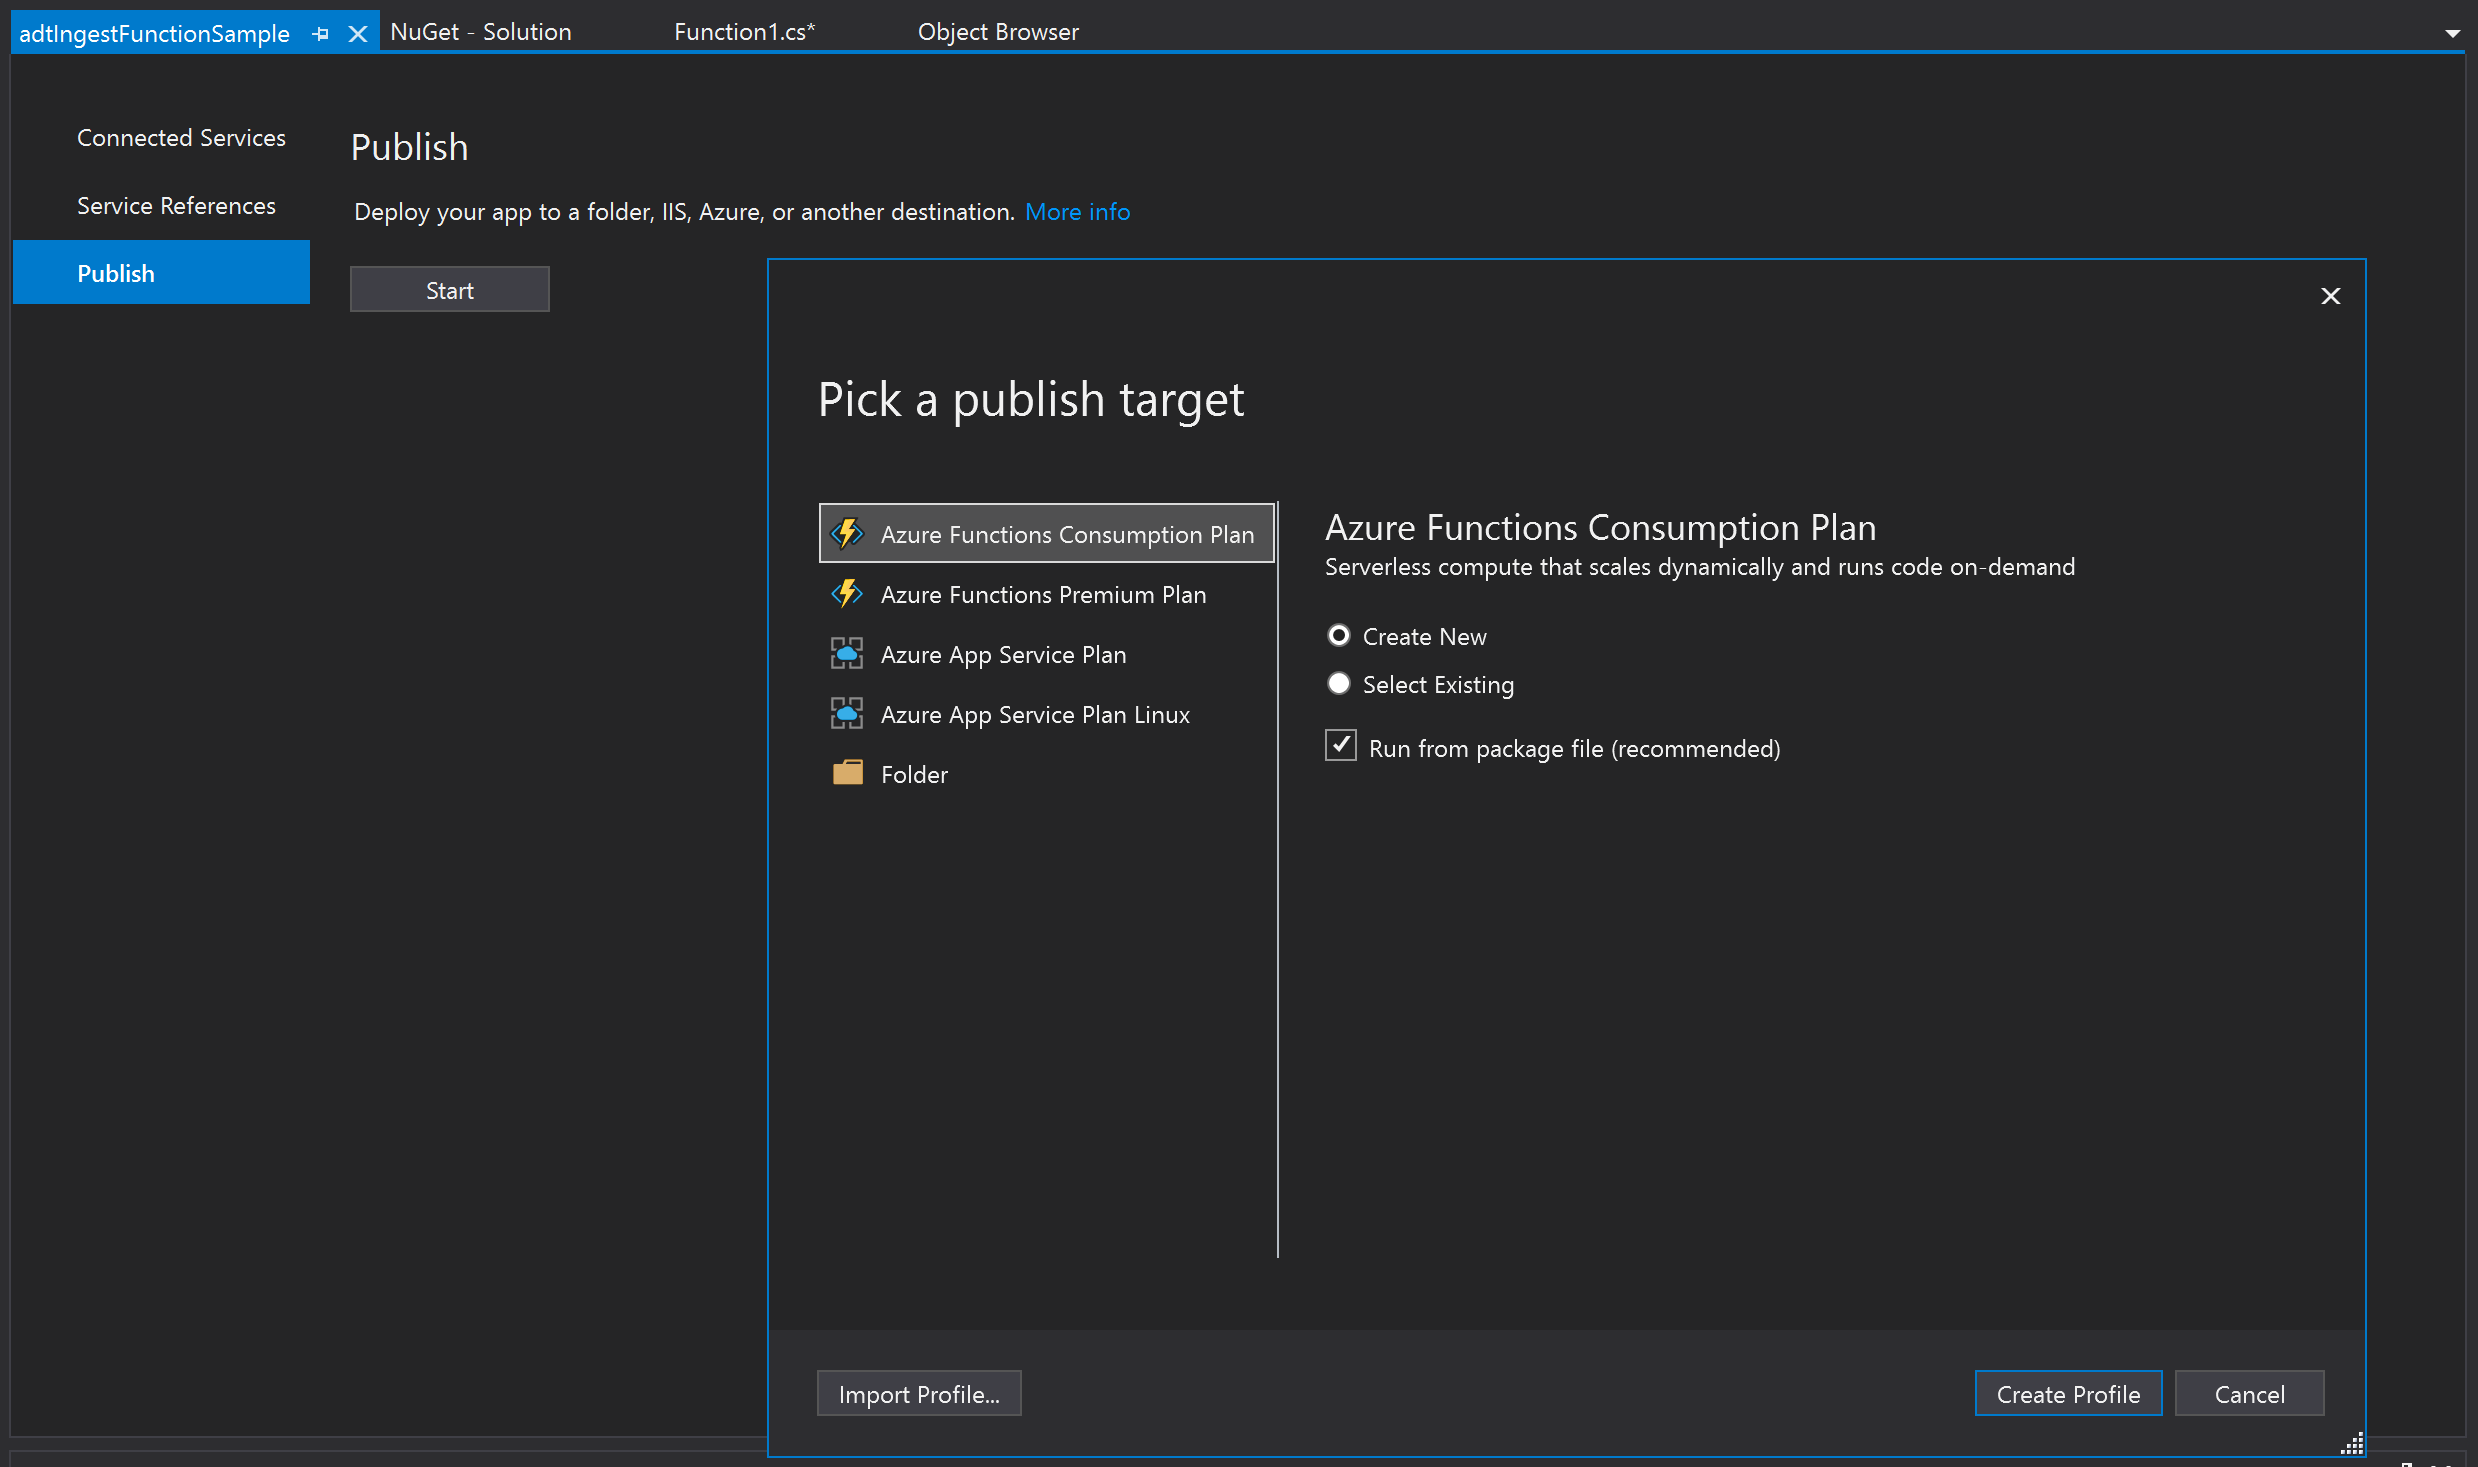 adtIngestFunctionSample
NuGet - Solution
Function1.cs*
Object Browser
Connected Services
Service References
Publish
Publish
Deploy your app to a folder, IIS, Azure, or another destination. More info
Start
Pick a publish target
Azure Functions Consumption Plan
Azure Functions Premium Plan
Azure App Service Plan
Azure App Service Plan Linux
Folder
Azure Functions Consumption Plan
Serverless compute that scales dynamically and runs code on-demand
Create New
Select Existing
Run from package file (recommended)
Import Profile...
Create Profile
Cancel